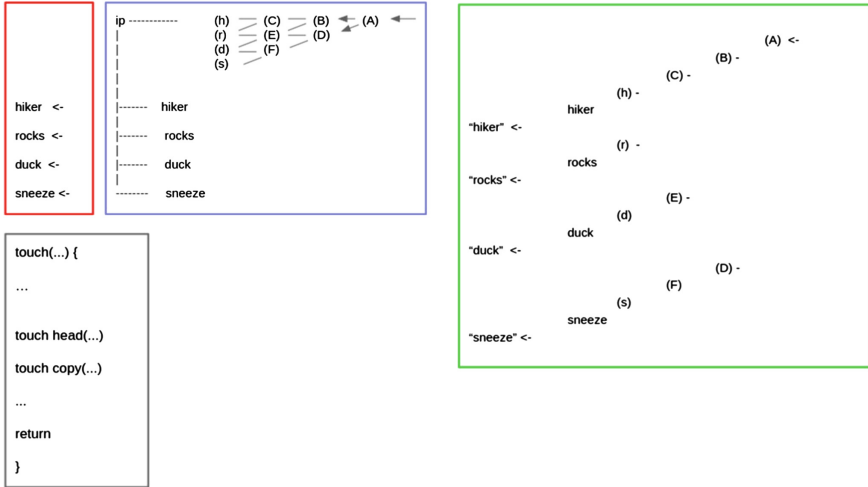 hiker <-
rocks <-
duck <-
sneeze <-
ip ----------- (h) (C) (B) (A)
(r) (E) (D)
(d) (F)
(s)
|------- hiker
|------- rocks
|------- duck
-------- sneeze
(A) <-
(B) -
(C) -
(h) -
hiker
“hiker” <-
(r) -
rocks
“rocks” <-
(E) -
(d)
duck
“duck” <-
(D) -
(F)
(s)
sneeze
“sneeze” <-
touch(...) {
…
touch head(...)
touch copy(...)
...
return
}